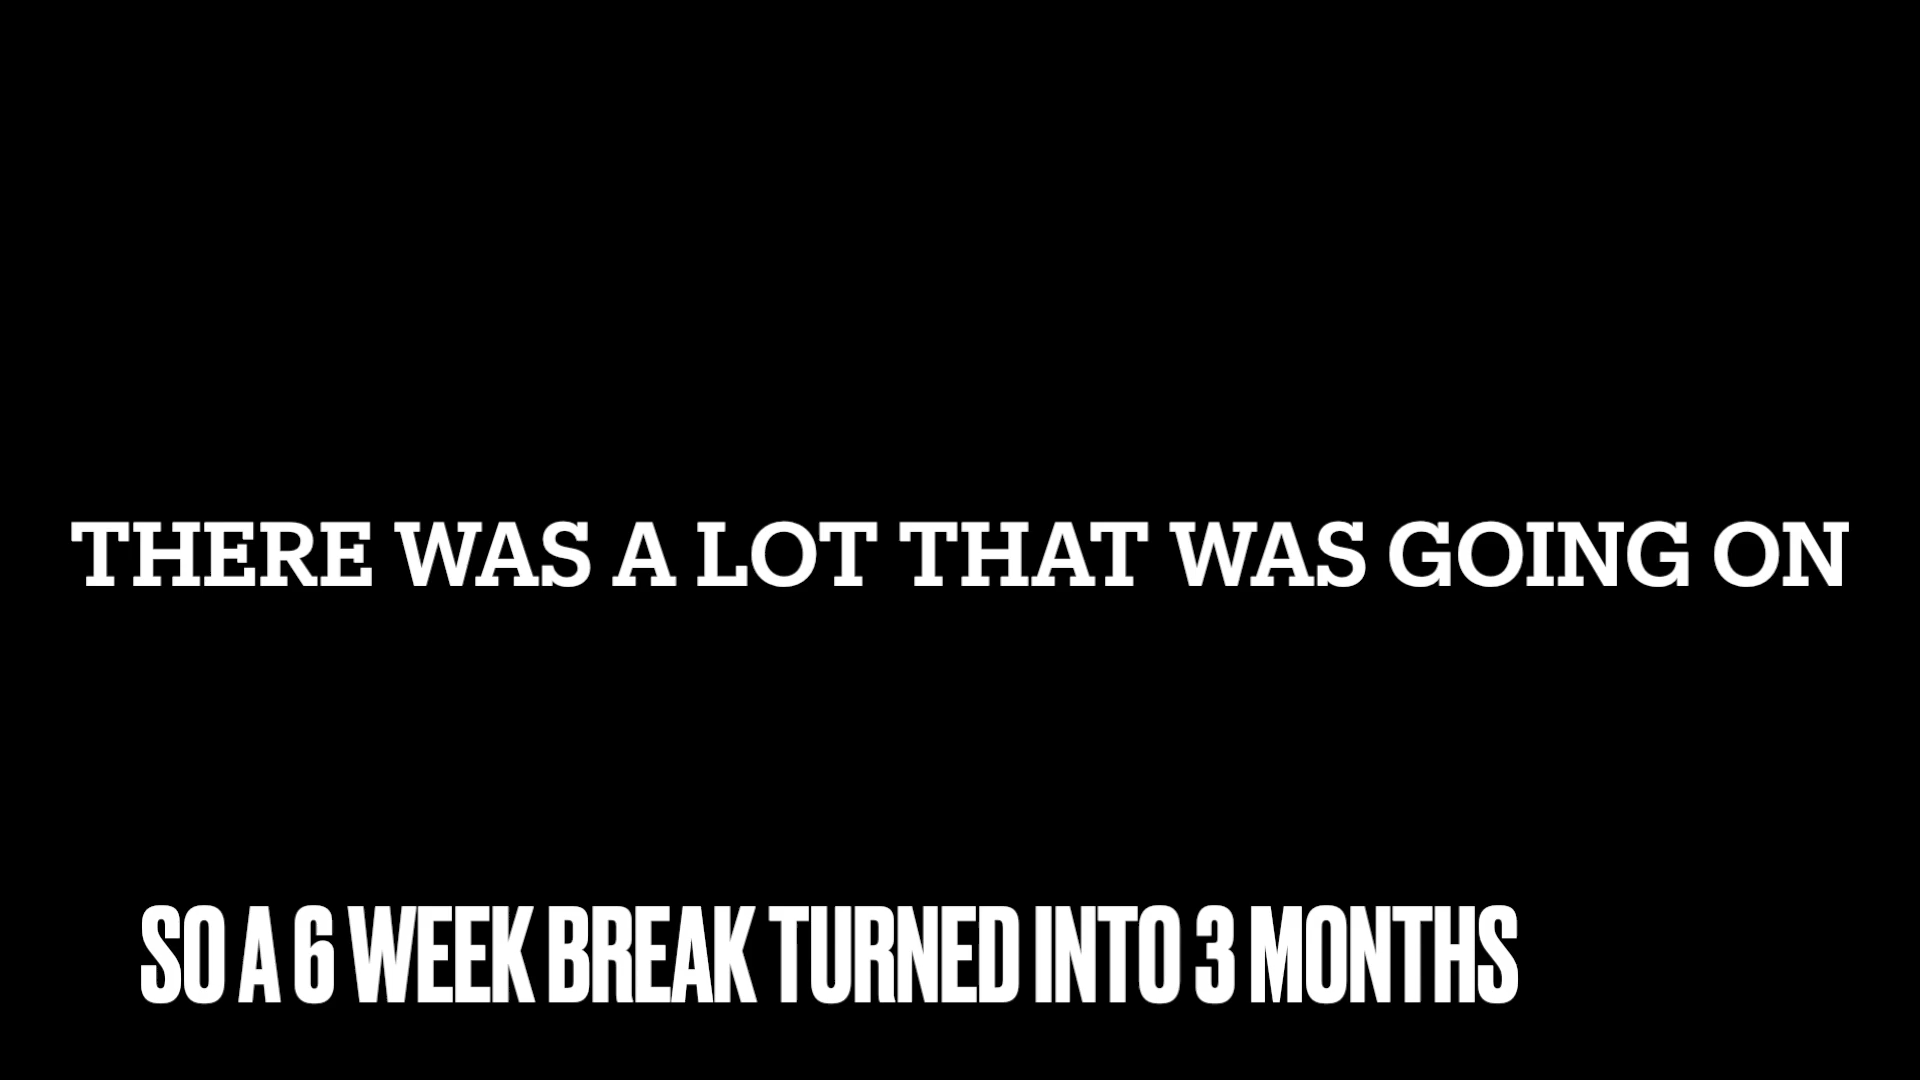 THERE WAS A LOT THAT WAS GOING ON
SO A 6 WEEK BREAK TURNED INTO 3 MONTHS